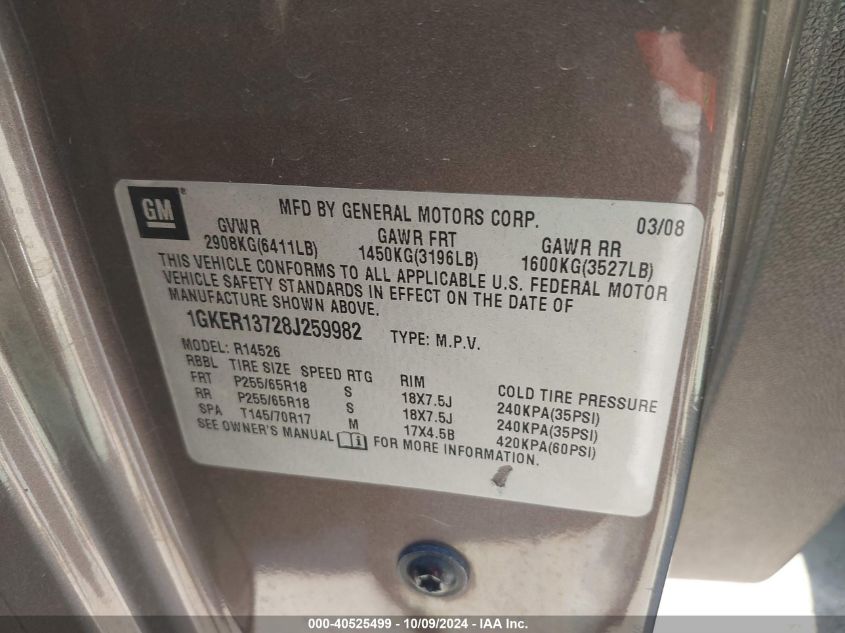 GM ®
MFD BY GENERAL MOTORS CORP. 03/08
GVWR GAWR FRT GAWR RR
2908KG(6411LB) 1450KG(3196LB) 1600KG(3527LB)
THIS VEHICLE CONFORMS TO ALL APPLICABLE U.S. FEDERAL MOTOR
VEHICLE SAFETY STANDARDS IN EFFECT ON THE DATE OF
MANUFACTURE SHOWN ABOVE.
1GKER13728J259982 TYPE: M.P.V.
MODEL: R14526
RBBL TIRE SIZE SPEED RTG RIM COLD TIRE PRESSURE
FRT P255/65R18 S 18X7.5J 240KPA(35PSI)
RR P255/65R18 S 18X7.5J 240KPA(35PSI)
SPA T145/70R17 M 17X4.5B 420KPA(60PSI)
SEE OWNER'S MANUAL FOR MORE INFORMATION.
000-40525499 - 10/09/2024 - IAA Inc.